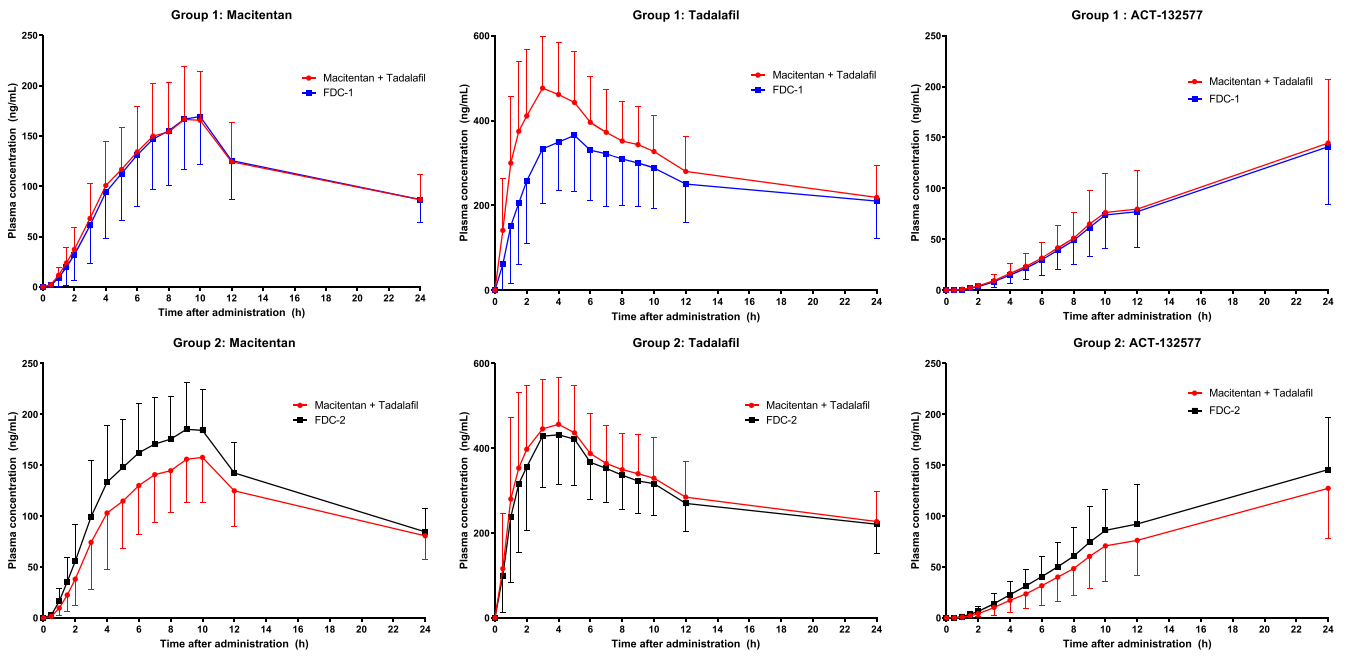 Group 1: Macitentan
Plasma concentration (ng/mL)
250
200
150
100
50
0
Macitentan + Tadalafil
FDC-1
0 2 4 6 8 10 12 14 16 18 20 22 24
Time after administration (h)
Group 1: Tadalafil
Plasma concentration (ng/mL)
600
400
200
0
Macitentan + Tadalafil
FDC-1
0 2 4 6 8 10 12 14 16 18 20 22 24
Time after administration (h)
Group 1 : ACT-132577
Plasma concentration (ng/mL)
250
200
150
100
50
0
Macitentan + Tadalafil
FDC-1
0 2 4 6 8 10 12 14 16 18 20 22 24
Time after administration (h)
Group 2: Macitentan
Plasma concentration (ng/mL)
250
200
150
100
50
0
Macitentan + Tadalafil
FDC-2
0 2 4 6 8 10 12 14 16 18 20 22 24
Time after administration (h)
Group 2: Tadalafil
Plasma concentration (ng/mL)
600
400
200
0
Macitentan + Tadalafil
FDC-2
0 2 4 6 8 10 12 14 16 18 20 22 24
Time after administration (h)
Group 2: ACT-132577
Plasma concentration (ng/mL)
250
200
150
100
50
0
Macitentan + Tadalafil
FDC-2
0 2 4 6 8 10 12 14 16 18 20 22 24
Time after administration (h)